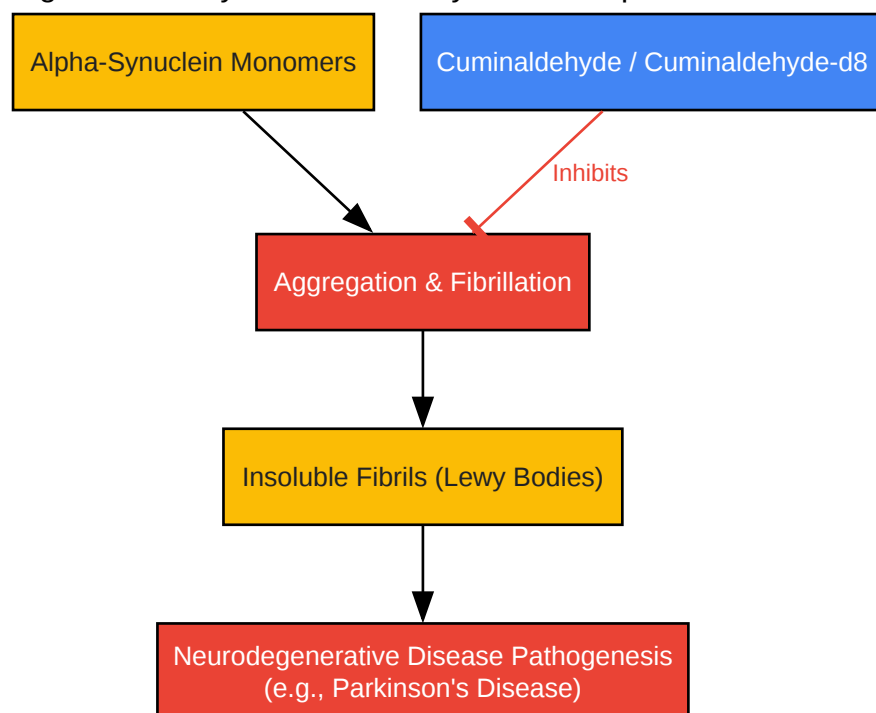 Alpha-Synuclein Monomers
Cuminaldehyde / Cuminaldehyde-d8
Inhibits
Aggregation & Fibrillation
Insoluble Fibrils (Lewy Bodies)
Neurodegenerative Disease Pathogenesis
(e.g., Parkinson's Disease)